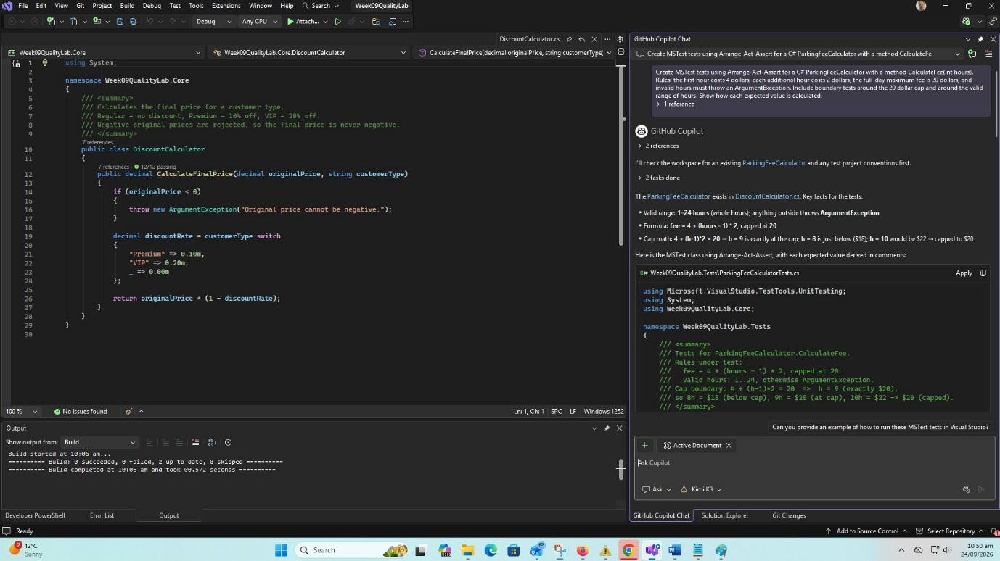 File Edit View Git Project Build Debug Test Tools Extensions Window Help Search Week09QualityLab
Debug Any CPU Attach...
DiscountCalculator.cs
Week09QualityLab.Core Week09QualityLab.Core.DiscountCalculator CalculateFinalPrice(decimal originalPrice, string customerType)
1 using System;
2
3 namespace Week09QualityLab.Core
4 {
5 /// <summary>
6 /// Calculates the final price for a customer type.
7 /// Regular = no discount, Premium = 10% off, VIP = 20% off.
8 /// Negative original prices are rejected, so the final price is never negative.
9 /// </summary>
7 references
10 public class DiscountCalculator
11 {
7 references 12/12 passing
12 public decimal CalculateFinalPrice(decimal originalPrice, string customerType)
13 {
14 if (originalPrice < 0)
15 {
16 throw new ArgumentException("Original price cannot be negative.");
17 }
18
19 decimal discountRate = customerType switch
20 {
21 "Premium" => 0.10m,
22 "VIP" => 0.20m,
23 _ => 0.00m
24 };
25
26 return originalPrice * (1 - discountRate);
27 }
28 }
29 }
30
100 % No issues found Ln: 1, Ch: 1 SPC LF Windows 1252
Output
Show output from: Build
Build started at 10:06 am...
========== Build: 0 succeeded, 0 failed, 2 up-to-date, 0 skipped ==========
========== Build completed at 10:06 am and took 00.572 seconds ==========
Developer PowerShell Error List Output
GitHub Copilot Chat
Create MSTest tests using Arrange-Act-Assert for a C# ParkingFeeCalculator with a method CalculateFe
Create MSTest tests using Arrange-Act-Assert for a C# ParkingFeeCalculator with a method CalculateFee(int hours).
Rules: the first hour costs 4 dollars, each additional hour costs 2 dollars, the full-day maximum fee is 20 dollars, and
invalid hours must throw an ArgumentException. Include boundary tests around the 20 dollar cap and around the valid
range of hours. Show how each expected value is calculated.
1 reference
GitHub Copilot
2 references
I'll check the workspace for an existing ParkingFeeCalculator and any test project conventions first.
2 tasks done
The ParkingFeeCalculator exists in DiscountCalculator.cs. Key facts for the tests:
• Valid range: 1–24 hours (whole hours); anything outside throws ArgumentException
• Formula: fee = 4 + (hours - 1) * 2, capped at 20
• Cap math: 4 + (h-1)*2 = 20 → h = 9 is exactly at the cap; h = 8 is just below ($18); h = 10 would be $22 → capped to $20
Here is the MSTest class using Arrange-Act-Assert, with each expected value derived in comments:
C# Week09QualityLab.Tests\ParkingFeeCalculatorTests.cs Apply
using Microsoft.VisualStudio.TestTools.UnitTesting;
using System;
using Week09QualityLab.Core;
namespace Week09QualityLab.Tests
{
/// <summary>
/// Tests for ParkingFeeCalculator.CalculateFee.
/// Rules under test:
/// fee = 4 + (hours - 1) * 2, capped at 20.
/// Valid hours: 1..24, otherwise ArgumentException.
/// Cap boundary: 4 + (h-1)*2 = 20 => h = 9 (exactly $20),
/// so 8h = $18 (below cap), 9h = $20 (at cap), 10h = $22 -> $20 (capped).
/// </summary>
Can you provide an example of how to run these MSTest tests in Visual Studio?
Active Document
Ask Copilot
Ask Kimi K3
GitHub Copilot Chat Solution Explorer Git Changes
Ready Add to Source Control Select Repository 1
2 12°C
Sunny
Search
10:50 am
24/09/2026